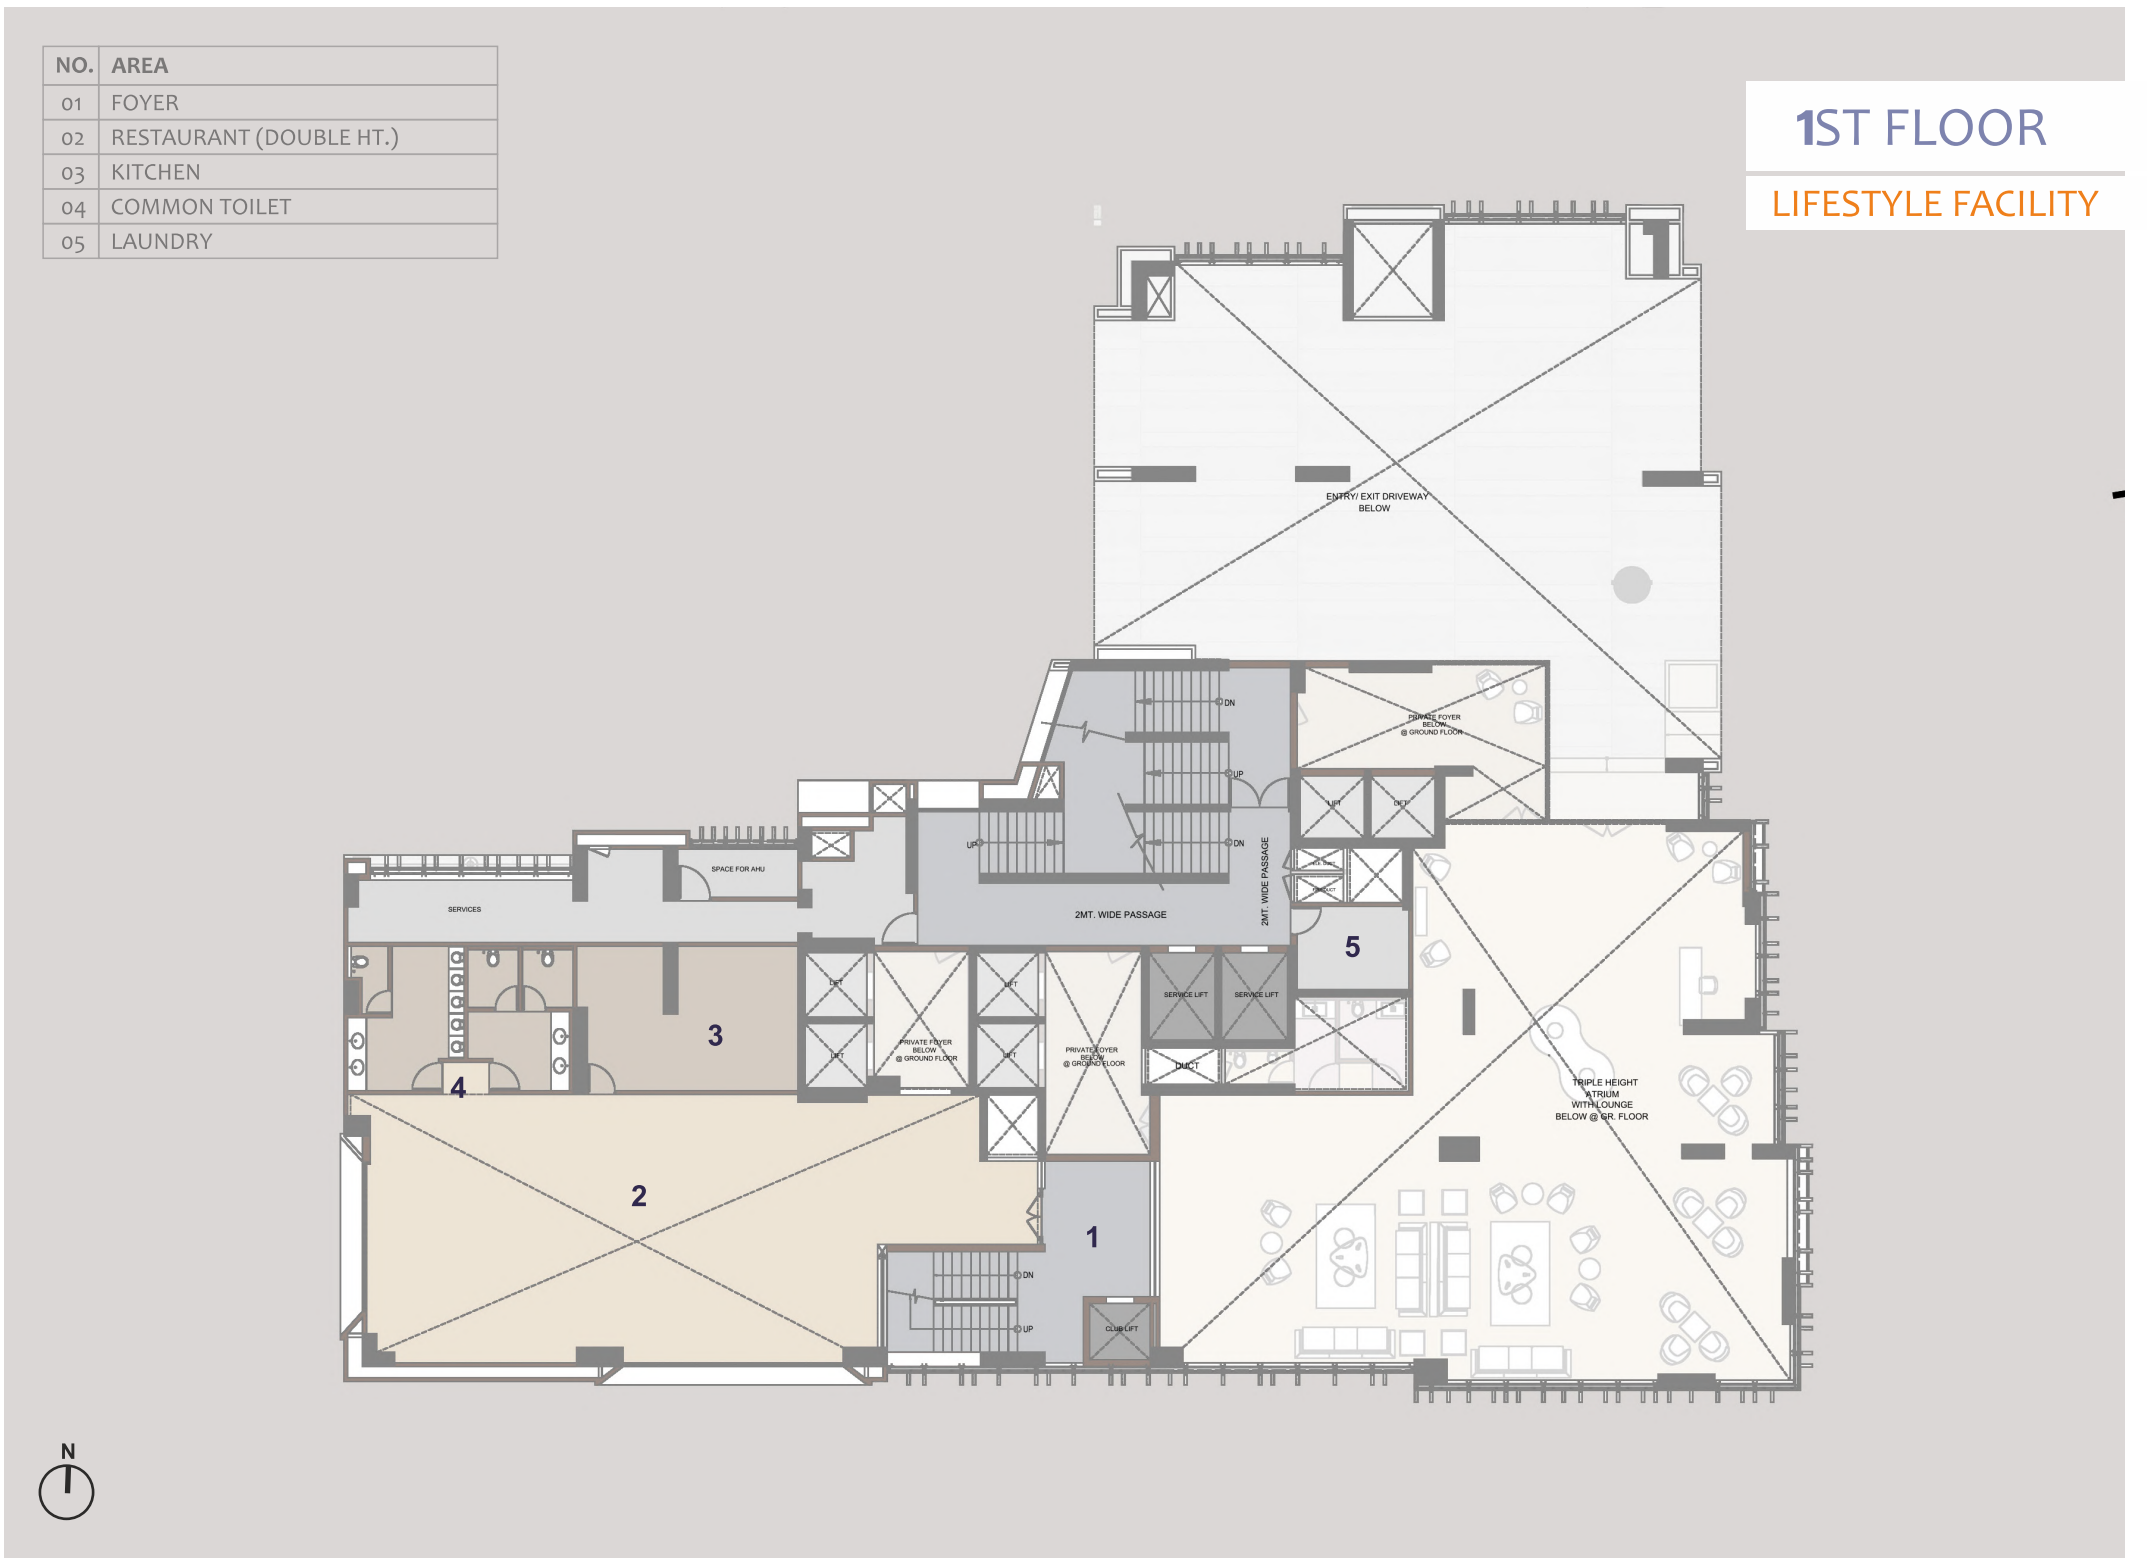 NO. AREA
01 FOYER
02 RESTAURANT (DOUBLE HT.)
03 KITCHEN
04 COMMON TOILET
05 LAUNDRY
1ST FLOOR
LIFESTYLE FACILITY
ENTRY/ EXIT DRIVEWAY
BELOW
DN
PRIVATE FOYER
BELOW
@ GROUND FLOOR
UP
LIFT
LIFT
UP
DN
2MT. WIDE PASSAGE
SPACE FOR AHU
SERVICES
2MT. WIDE PASSAGE
5
LIFT
LIFT
SERVICE LIFT
SERVICE LIFT
3
PRIVATE FOYER
BELOW
@ GROUND FLOOR
LIFT
LIFT
PRIVATE FOYER
BELOW
@ GROUND FLOOR
DUCT
4
TRIPLE HEIGHT
ATRIUM
WITH LOUNGE
BELOW @ GR. FLOOR
2
1
DN
UP
CLUB LIFT
N